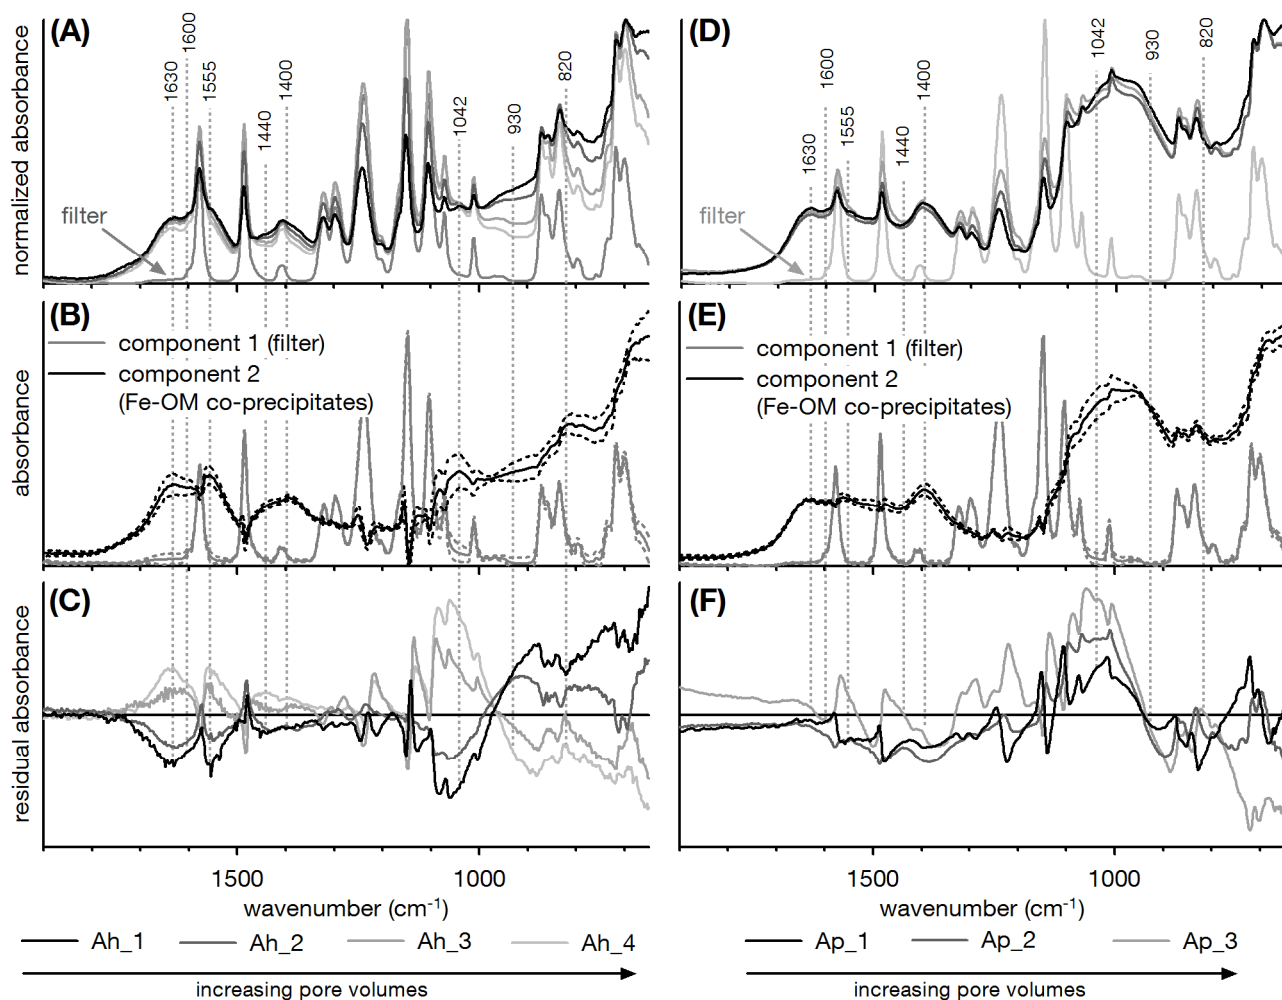 (A)
1630
1600
1555
1440
1400
1042
930
820
filter
normalized absorbance
(D)
1630
1600
1555
1440
1400
1042
930
820
filter
(B)
component 1 (filter)
component 2
(Fe-OM co-precipitates)
absorbance
(E)
component 1 (filter)
component 2
(Fe-OM co-precipitates)
(C)
residual absorbance
(F)
1500
1000
wavenumber (cm-1)
1500
1000
wavenumber (cm-1)
Ah_1
Ah_2
Ah_3
Ah_4
increasing pore volumes
Ap_1
Ap_2
Ap_3
increasing pore volumes